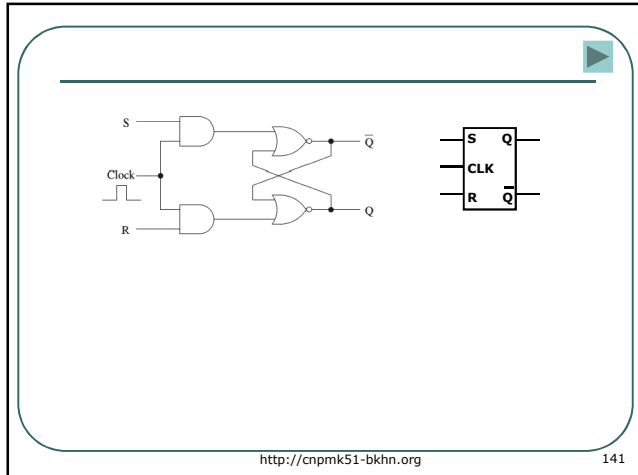 S
Q̅
Clock
R
Q
S Q
CLK
R Q̅
http://cnpmk51-bkhn.org 141